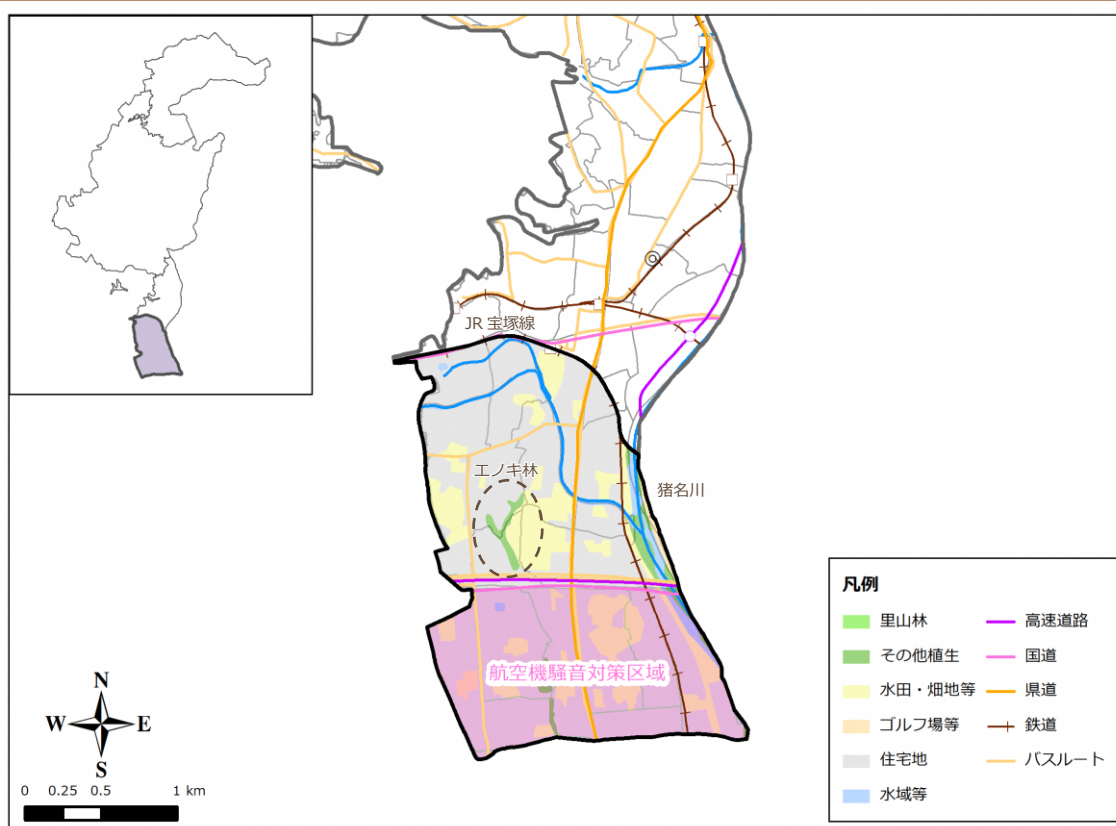 JR 宝塚線
エノキ林
猪名川
航空機騒音対策区域
N
W
E
S
0 0.25 0.5 1 km
凡例
里山林
その他植生
水田・畑地等
ゴルフ場等
住宅地
水域等
高速道路
国道
県道
鉄道
バスルート